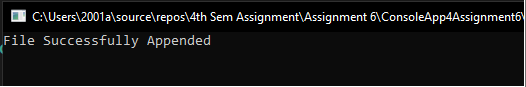 C:\Users\2001a\source\repos\4th Sem Assignment\Assignment 6\ConsoleApp4Assignment6\
File Successfully Appended